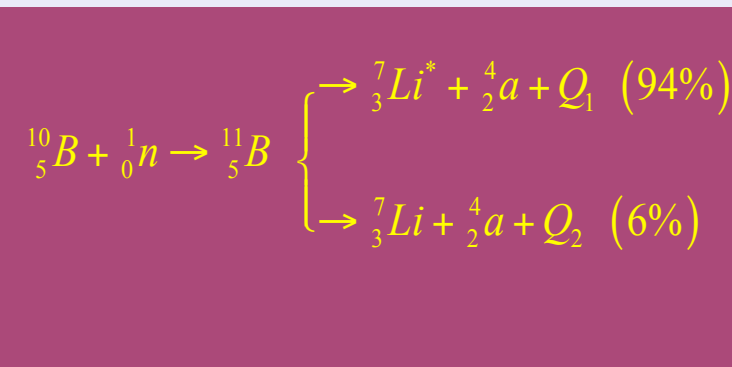 → ⁷₃Li* + ⁴₂a + Q₁ (94%)
¹⁰₅B + ¹₀n → ¹¹₅B {
→ ⁷₃Li + ⁴₂a + Q₂ (6%)